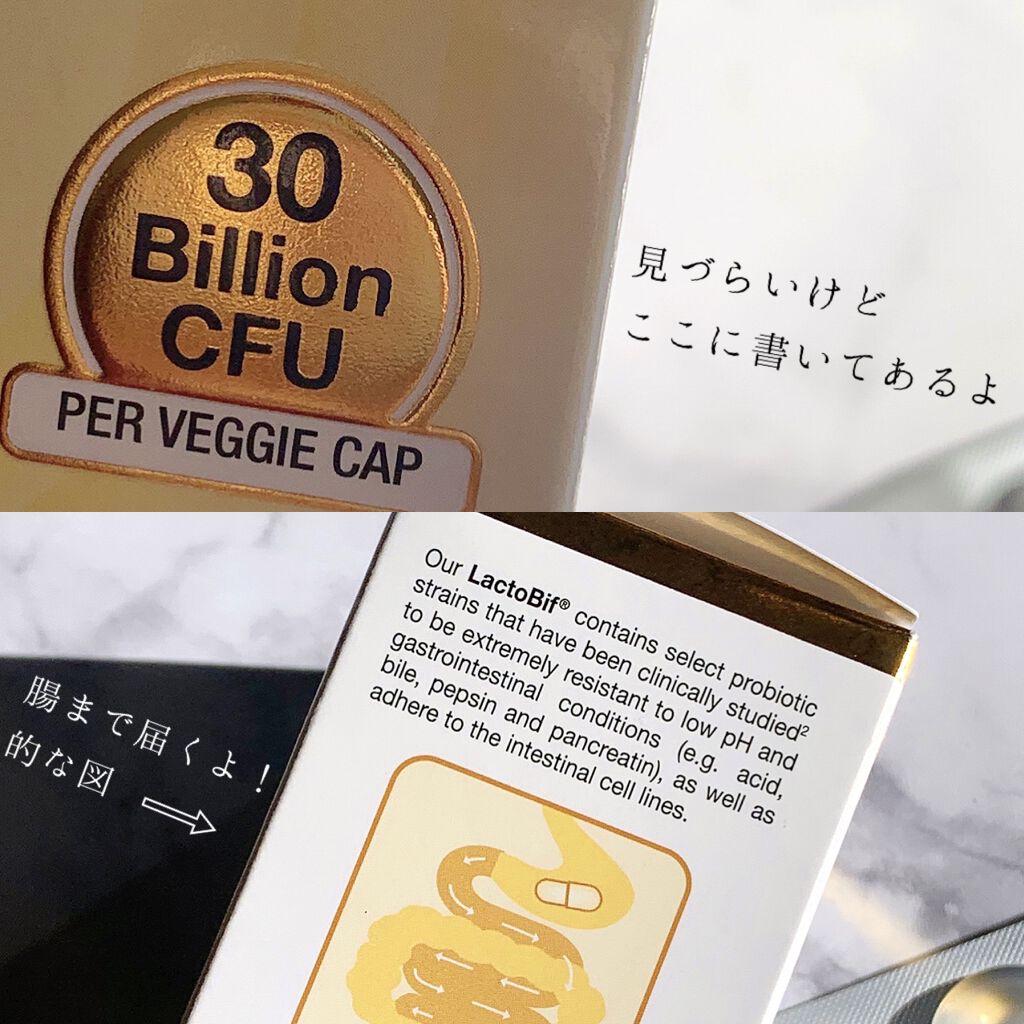 30
Billion
CFU
PER VEGGIE CAP
見づらいけど
ここに書いてあるよ
Our LactoBif® contains select probiotic
strains that have been clinically studied²
to be extremely resistant to low pH and
gastrointestinal conditions (e.g. acid,
bile, pepsin and pancreatin), as well as
adhere to the intestinal cell lines.
腸まで届くよ！
的な図